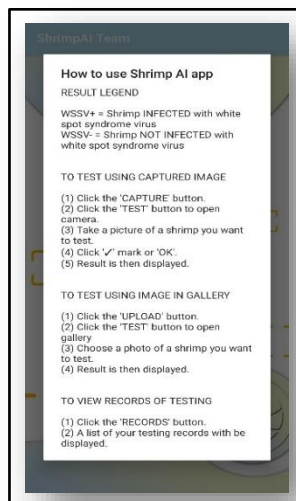 ShrimpAI Team
How to use Shrimp AI app
RESULT LEGEND
WSSV+ = Shrimp INFECTED with white
spot syndrome virus
WSSV- = Shrimp NOT INFECTED with
white spot syndrome virus
TO TEST USING CAPTURED IMAGE
(1) Click the 'CAPTURE' button.
(2) Click the 'TEST' button to open
camera.
(3) Take a picture of a shrimp you want
to test.
(4) Click '✓' mark or 'OK'.
(5) Result is then displayed.
TO TEST USING IMAGE IN GALLERY
(1) Click the 'UPLOAD' button.
(2) Click the 'TEST' button to open
gallery
(3) Choose a photo of a shrimp you want
to test.
(4) Result is then displayed.
TO VIEW RECORDS OF TESTING
(1) Click the 'RECORDS' button.
(2) A list of your testing records with be
displayed.